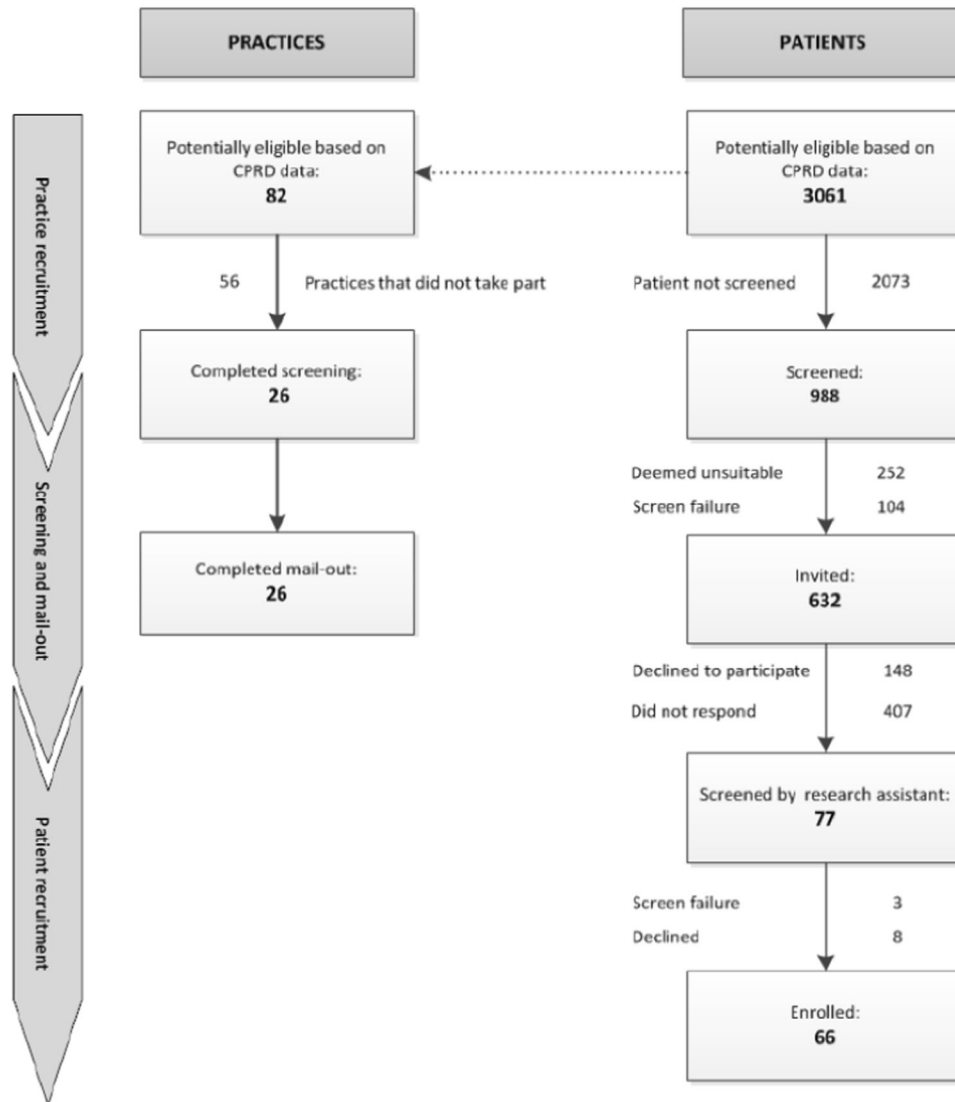 PRACTICES
PATIENTS
Practice recruitment
Screening and mail-out
Patient recruitment
Potentially eligible based on
CPRD data:
82
56 Practices that did not take part
Completed screening:
26
Completed mail-out:
26
Potentially eligible based on
CPRD data:
3061
Patient not screened 2073
Screened:
988
Deemed unsuitable 252
Screen failure 104
Invited:
632
Declined to participate 148
Did not respond 407
Screened by research assistant:
77
Screen failure 3
Declined 8
Enrolled:
66